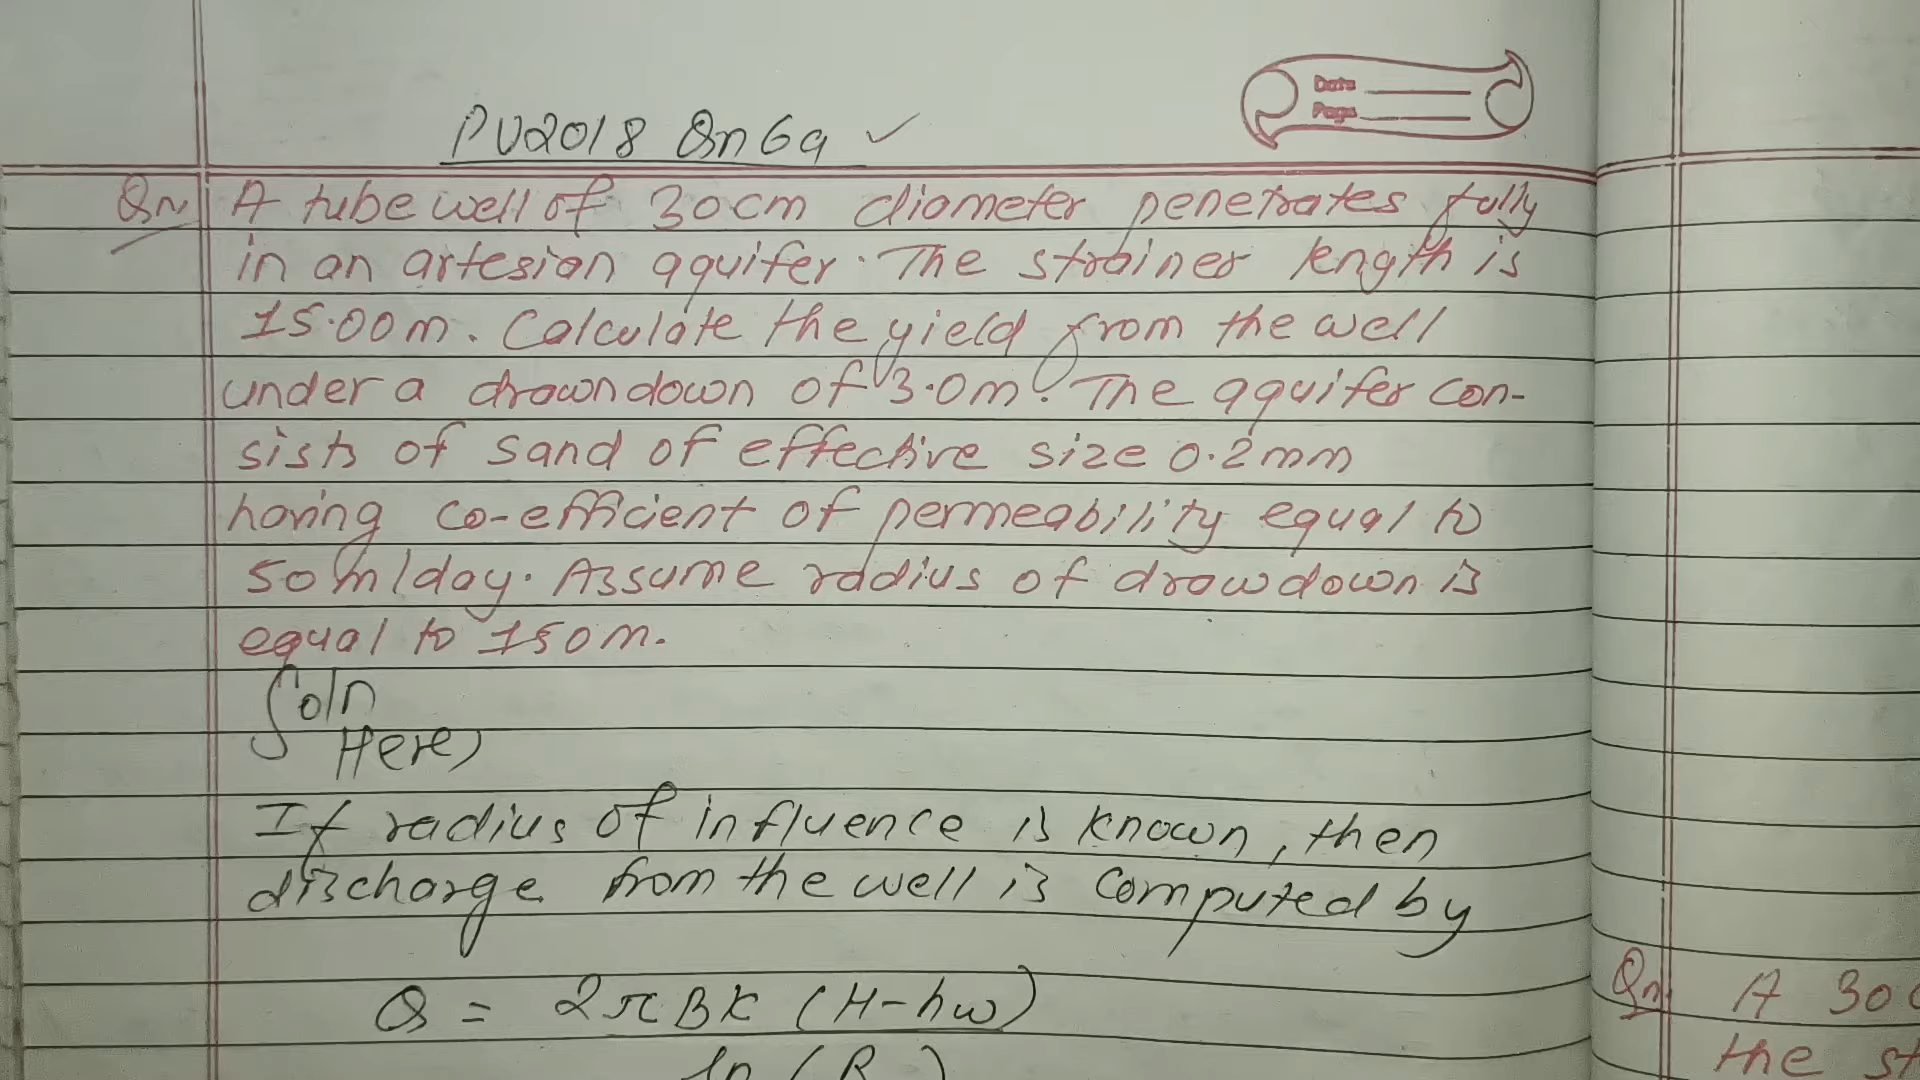 Date
Page
PU2018 Qn 6a ✓
Qn A tube well of 30cm diameter penetrates fully
in an artesian aquifer. The strainer length is
15.00m. Calculate the yield from the well
under a drawndown of 3.0m. The aquifer con-
sists of sand of effective size 0.2mm
having co-efficient of permeability equal to
50m/day. Assume radius of drawdown is
equal to 150m.
Soln
Here,
If radius of influence is known, then
discharge from the well is computed by
Q = 2πBK (H-hw)
ln (R )
Qn A 30
the st